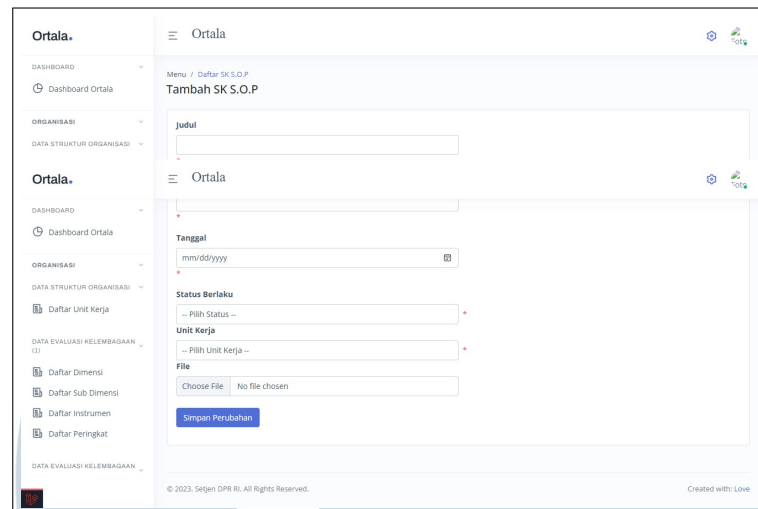 Ortala.
Ortala
DASHBOARD
Dashboard Ortala
ORGANISASI
DATA STRUKTUR ORGANISASI
Menu / Daftar SK S.O.P
Tambah SK S.O.P
Judul
*
Ortala.
Ortala
DASHBOARD
Dashboard Ortala
ORGANISASI
DATA STRUKTUR ORGANISASI
Daftar Unit Kerja
DATA EVALUASI KELEMBAGAAN
(1)
Daftar Dimensi
Daftar Sub Dimensi
Daftar Instrumen
Daftar Peringkat
DATA EVALUASI KELEMBAGAAN
*
Tanggal
mm/dd/yyyy
*
Status Berlaku
-- Pilih Status -- *
Unit Kerja
-- Pilih Unit Kerja -- *
File
Choose File No file chosen
Simpan Perubahan
© 2023. Setjen DPR RI. All Rights Reserved.
Created with: Love